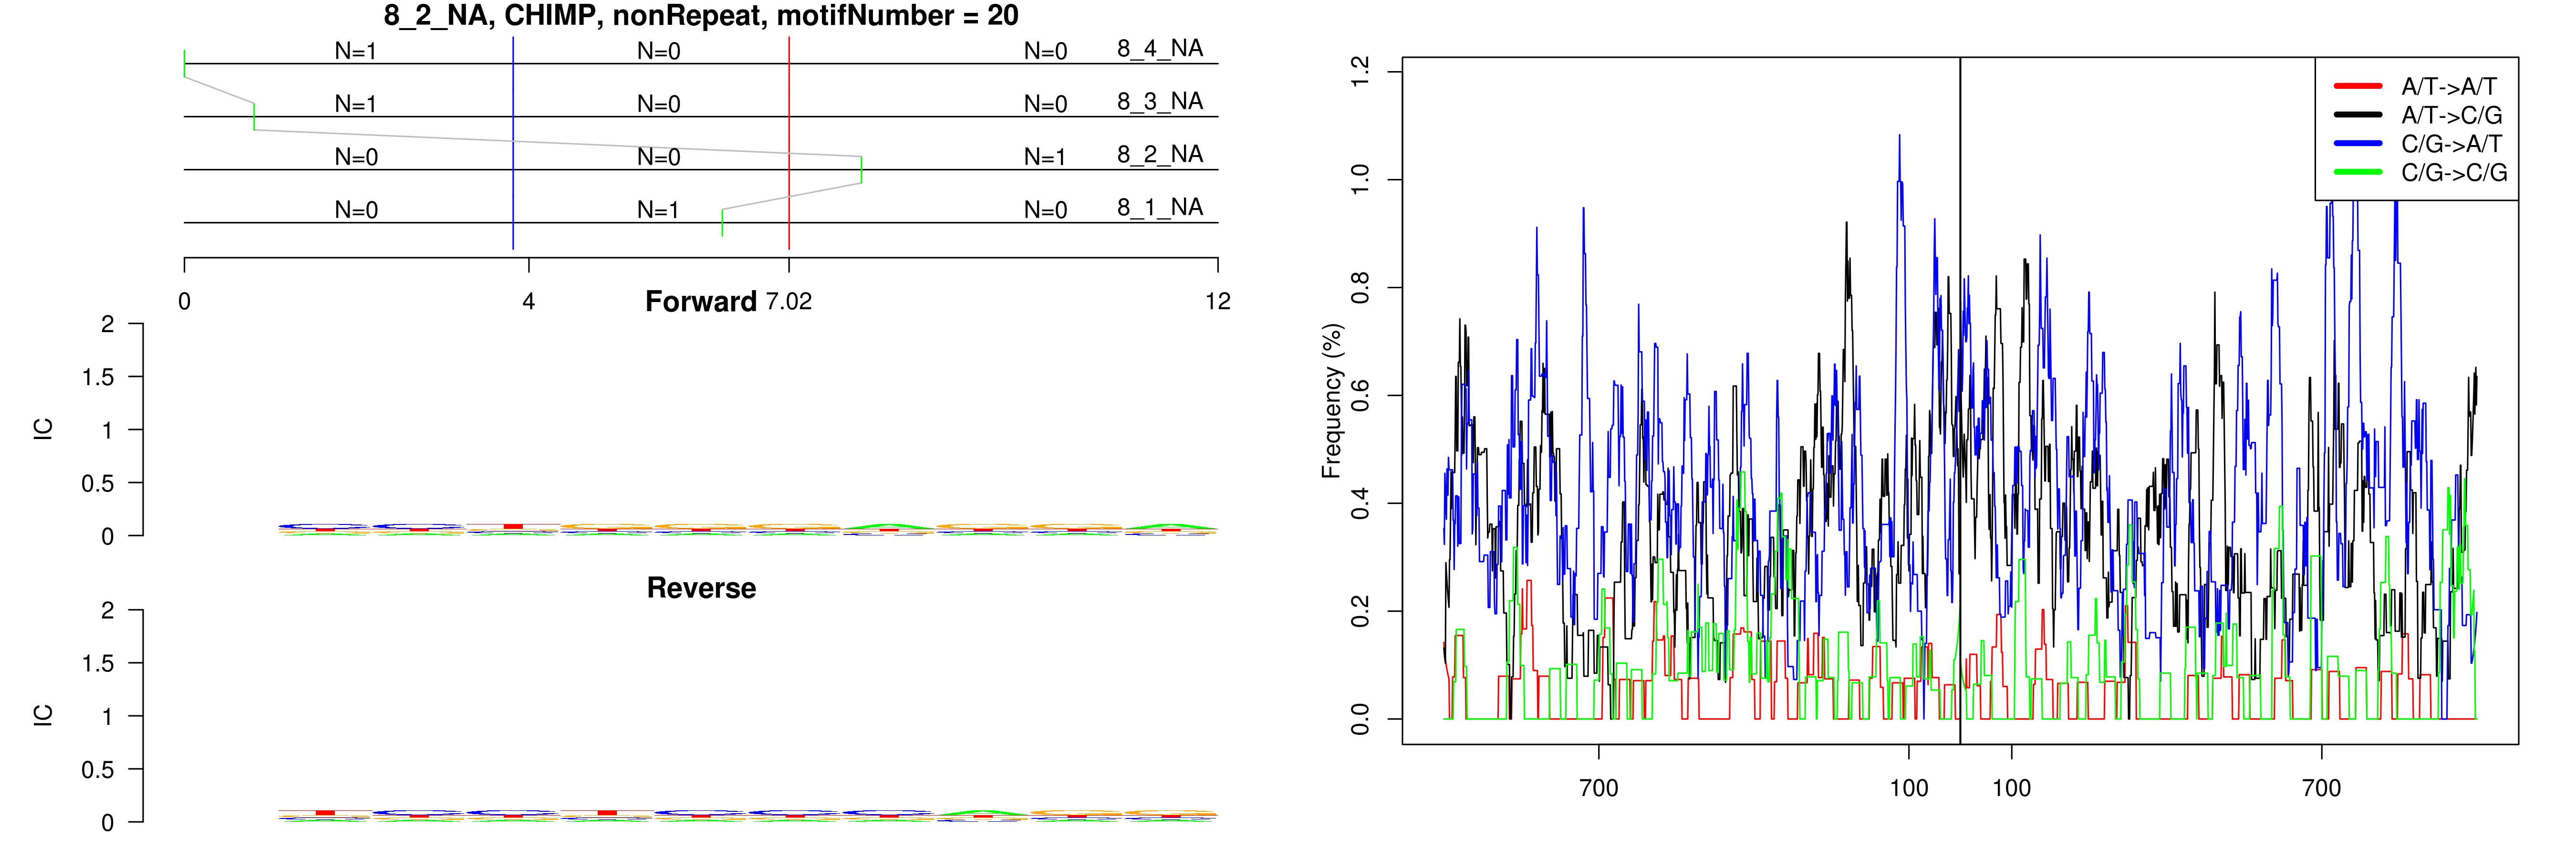 8_2_NA, CHIMP, nonRepeat, motifNumber = 20
N=1 N=0 N=0 8_4_NA
N=1 N=0 N=0 8_3_NA
N=0 N=0 N=1 8_2_NA
N=0 N=1 N=0 8_1_NA
0 4 7.02 12
Forward
2
1.5
1
0.5
0
IC
Reverse
2
1.5
1
0.5
0
IC
1.2
1.0
0.8
0.6
0.4
0.2
0.0
Frequency (%)
A/T->A/T
A/T->C/G
C/G->A/T
C/G->C/G
700 100 100 700